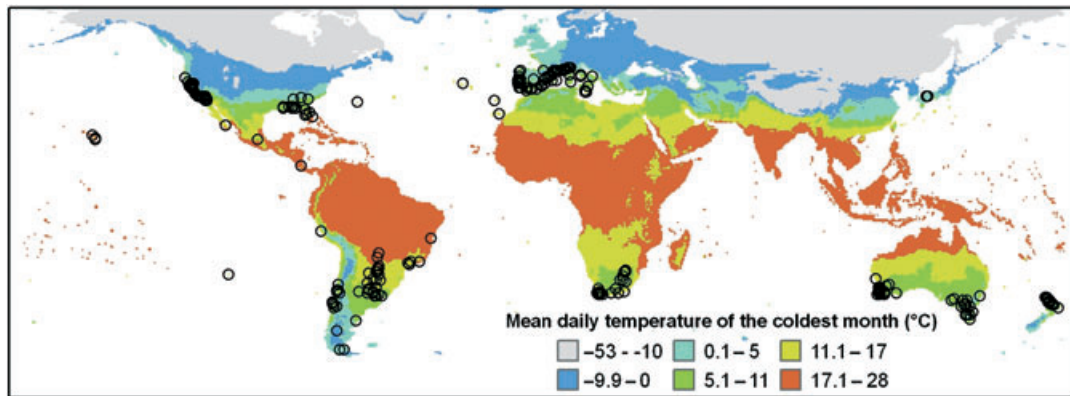 Mean daily temperature of the coldest month (°C)
−53 - -10 0.1 – 5 11.1 – 17
−9.9 – 0 5.1 – 11 17.1 – 28